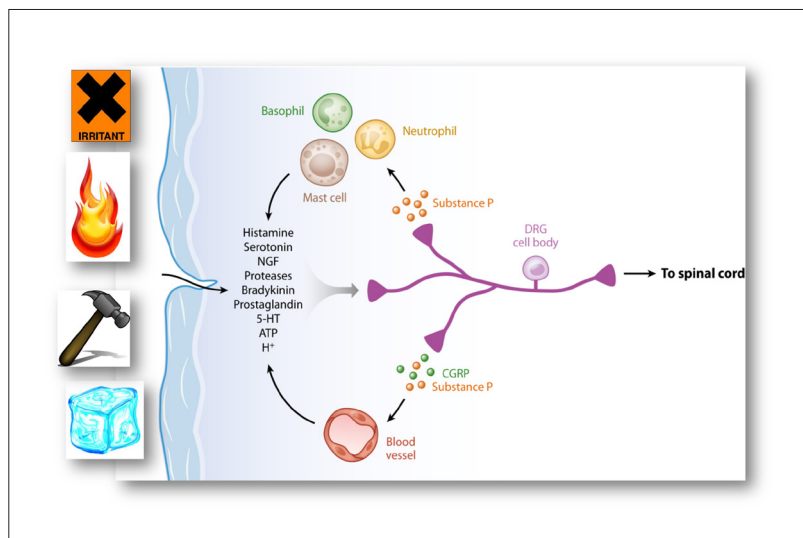 IRRITANT
Basophil
Neutrophil
Mast cell
Substance P
DRG
cell body
Histamine
Serotonin
NGF
Proteases
Bradykinin
Prostaglandin
5-HT
ATP
H⁺
To spinal cord
CGRP
Substance P
Blood
vessel